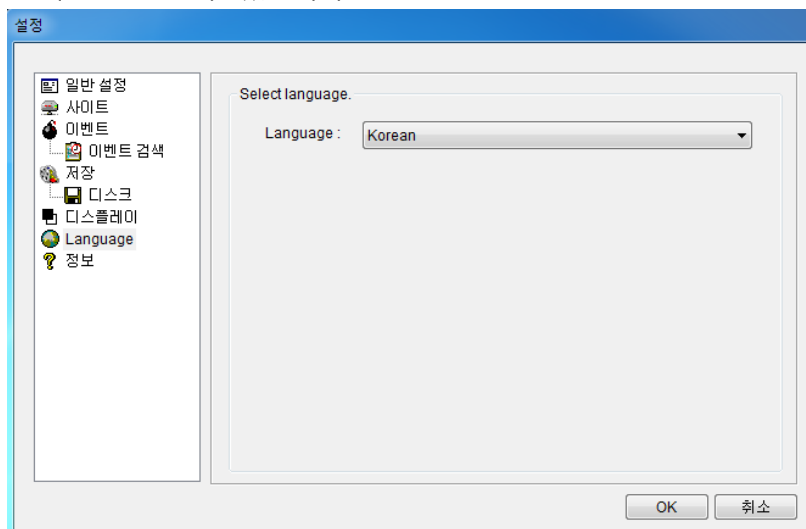 설정
일반 설정
사이트
이벤트
이벤트 검색
저장
디스크
디스플레이
Language
정보
Select language.
Language : Korean
OK 취소